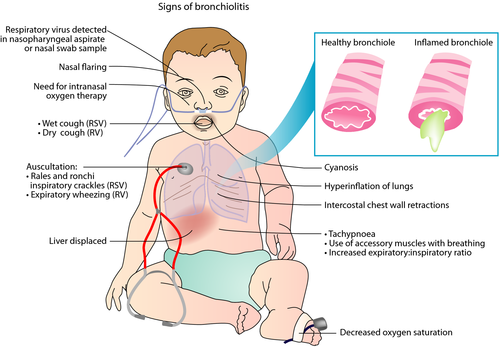 Signs of bronchiolitis
Respiratory virus detected
in nasopharyngeal aspirate
or nasal swab sample
Nasal flaring
Need for intranasal
oxygen therapy
• Wet cough (RSV)
• Dry cough (RV)
Auscultation:
• Rales and ronchi
inspiratory crackles (RSV)
• Expiratory wheezing (RV)
Liver displaced
Healthy bronchiole
Inflamed bronchiole
Cyanosis
Hyperinflation of lungs
Intercostal chest wall retractions
• Tachypnoea
• Use of accessory muscles with breathing
• Increased expiratory:inspiratory ratio
Decreased oxygen saturation